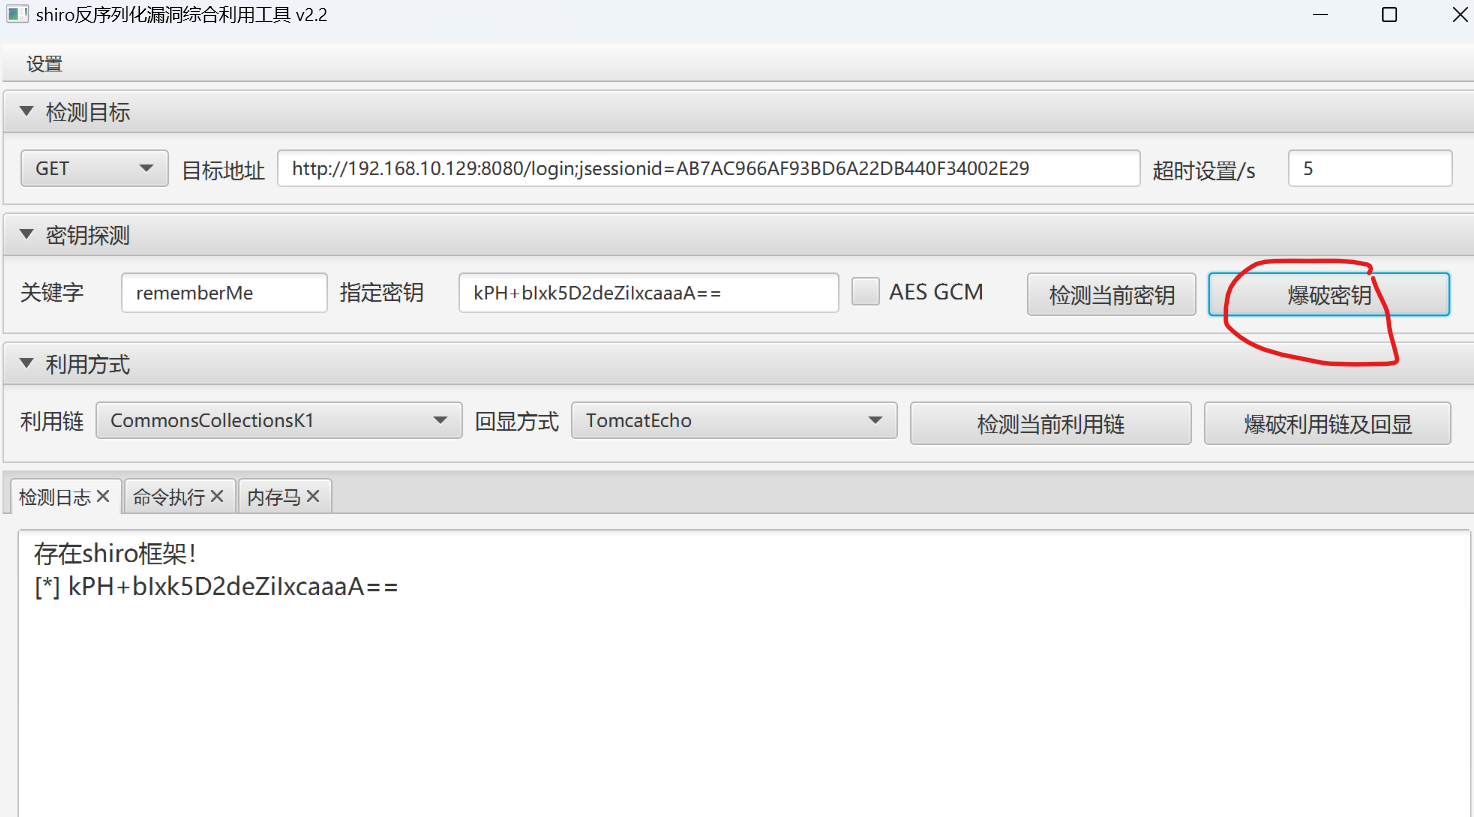 shiro反序列化漏洞综合利用工具 v2.2
设置
检测目标
GET 目标地址 http://192.168.10.129:8080/login;jsessionid=AB7AC966AF93BD6A22DB440F34002E29 超时设置/s 5
密钥探测
关键字 rememberMe 指定密钥 kPH+bIxk5D2deZiIxcaaaA== AES GCM 检测当前密钥 爆破密钥
利用方式
利用链 CommonsCollectionsK1 回显方式 TomcatEcho 检测当前利用链 爆破利用链及回显
检测日志 命令执行 内存马
存在shiro框架！
[*] kPH+bIxk5D2deZiIxcaaaA==